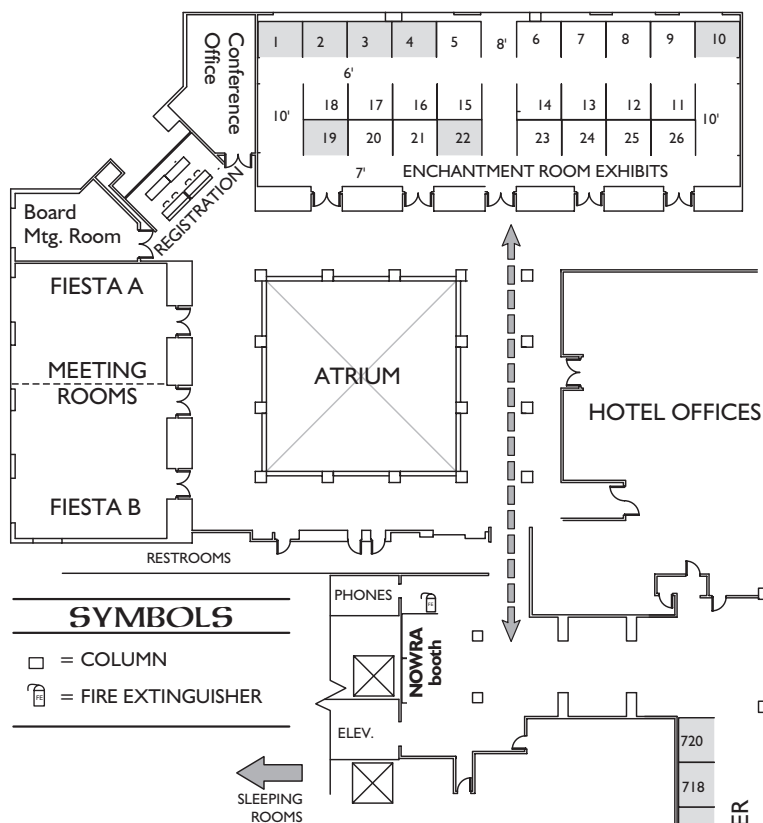 Conference
Office
1 2 3 4 5 8' 6 7 8 9 10
6'
10' 18 17 16 15 14 13 12 11 10'
19 20 21 22 23 24 25 26
7' ENCHANTMENT ROOM EXHIBITS
REGISTRATION
Board
Mtg. Room
FIESTA A
MEETING
ROOMS
FIESTA B
ATRIUM
HOTEL OFFICES
RESTROOMS
PHONES
FE
NOWRA
booth
ELEV.
SYMBOLS
= COLUMN
FE = FIRE EXTINGUISHER
SLEEPING
ROOMS
720
718
ER